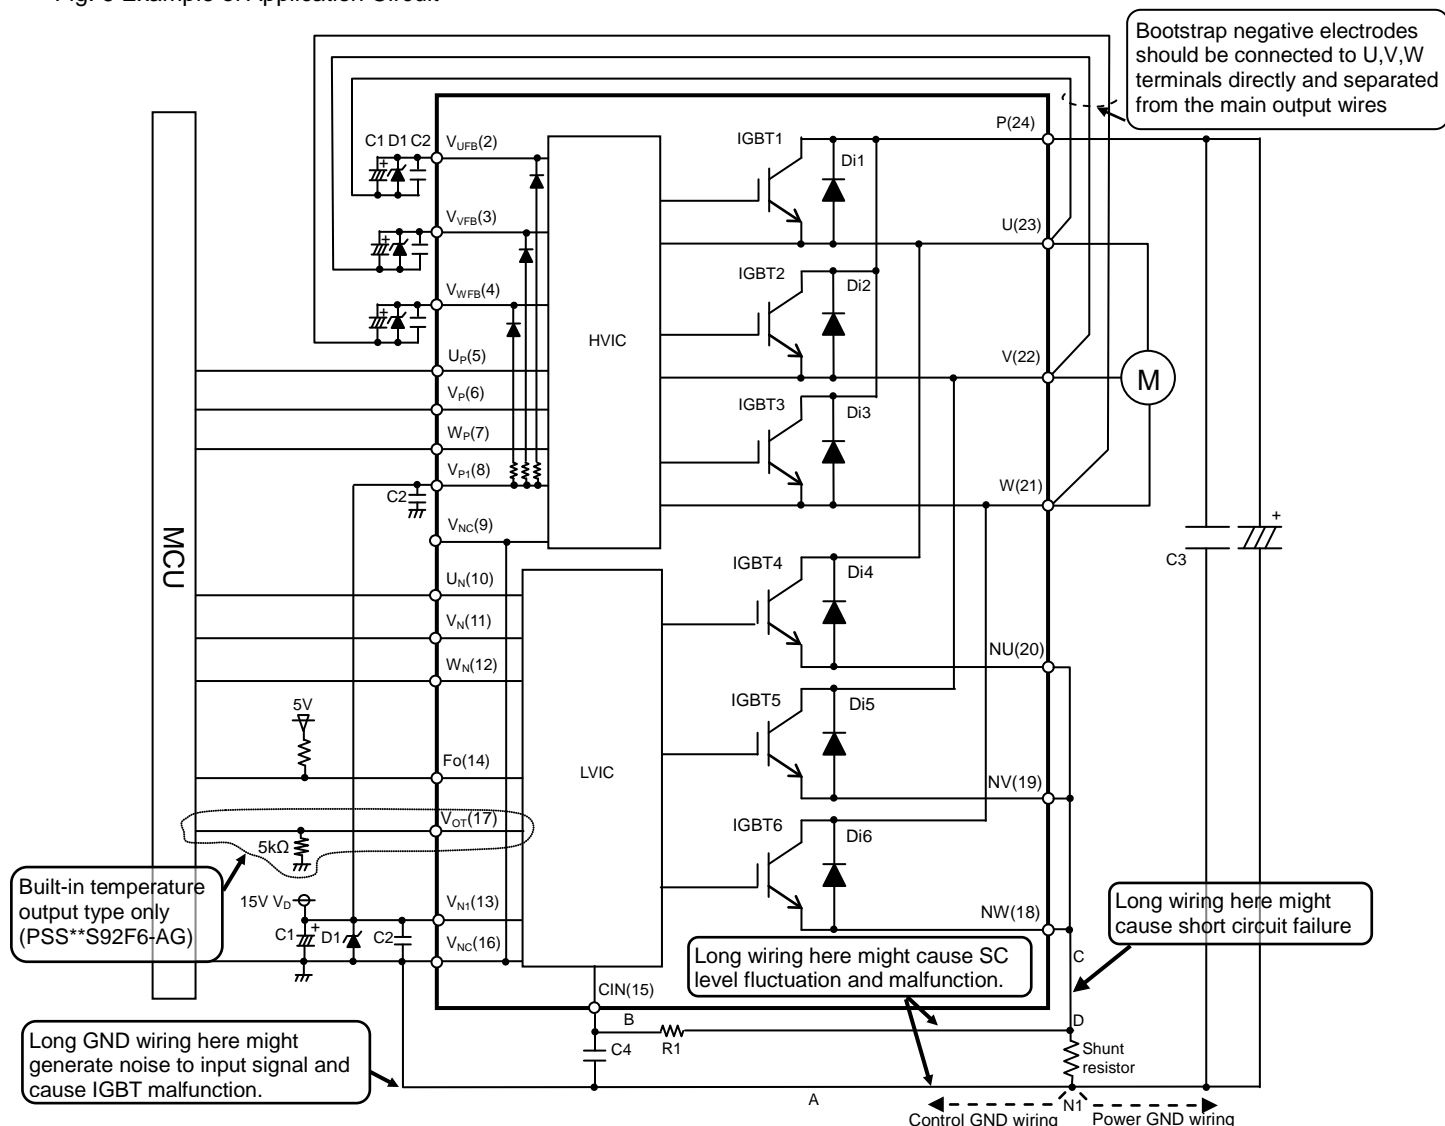 Bootstrap negative electrodes
should be connected to U,V,W
terminals directly and separated
from the main output wires
C1 D1 C2
VUFB(2)
IGBT1
Di1
P(24)
VVFB(3)
U(23)
VWFB(4)
IGBT2
Di2
HVIC
UP(5)
V(22)
M
VP(6)
IGBT3
Di3
WP(7)
VP1(8)
C2
W(21)
+
VNC(9)
C3
MCU
IGBT4
Di4
UN(10)
VN(11)
NU(20)
WN(12)
5V
IGBT5
Di5
Fo(14)
LVIC
NV(19)
VOT(17)
5kΩ
IGBT6
Di6
Built-in temperature
output type only
(PSS**S92F6-AG)
15V VD
VN1(13)
C1
+
D1
C2
VNC(16)
NW(18)
Long wiring here might
cause short circuit failure
Long wiring here might cause SC
level fluctuation and malfunction.
C
CIN(15)
B
D
R1
C4
Shunt
resistor
Long GND wiring here might
generate noise to input signal and
cause IGBT malfunction.
A
N1
Control GND wiring
Power GND wiring